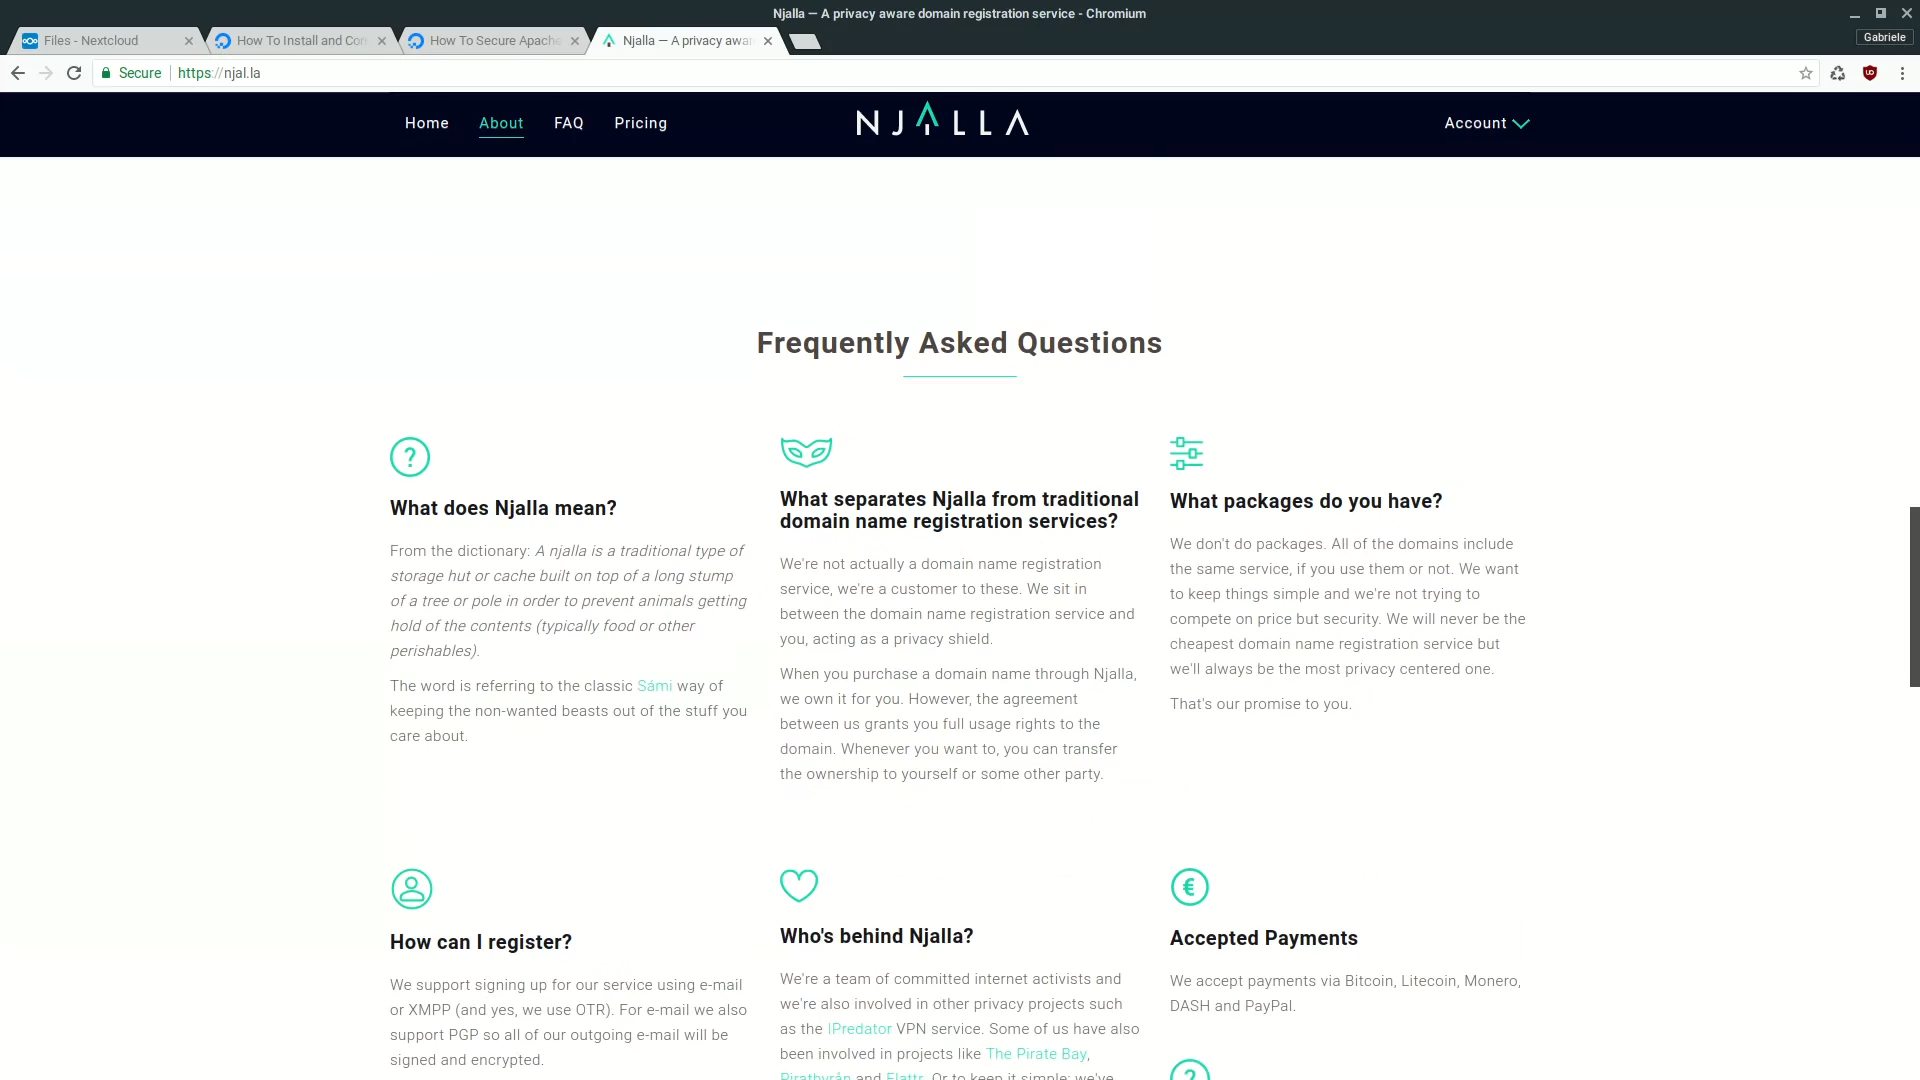 Njalla — A privacy aware domain registration service - Chromium
Files - Nextcloud
How To Install and Con
How To Secure Apache
Njalla — A privacy awar
Gabriele
Secure
https://njal.la
Home
About
FAQ
Pricing
NJALLA
Account
Frequently Asked Questions
What does Njalla mean?
From the dictionary: A njalla is a traditional type of
storage hut or cache built on top of a long stump
of a tree or pole in order to prevent animals getting
hold of the contents (typically food or other
perishables).
The word is referring to the classic Sámi way of
keeping the non-wanted beasts out of the stuff you
care about.
What separates Njalla from traditional
domain name registration services?
We're not actually a domain name registration
service, we're a customer to these. We sit in
between the domain name registration service and
you, acting as a privacy shield.
When you purchase a domain name through Njalla,
we own it for you. However, the agreement
between us grants you full usage rights to the
domain. Whenever you want to, you can transfer
the ownership to yourself or some other party.
What packages do you have?
We don't do packages. All of the domains include
the same service, if you use them or not. We want
to keep things simple and we're not trying to
compete on price but security. We will never be the
cheapest domain name registration service but
we'll always be the most privacy centered one.
That's our promise to you.
How can I register?
We support signing up for our service using e-mail
or XMPP (and yes, we use OTR). For e-mail we also
support PGP so all of our outgoing e-mail will be
signed and encrypted.
Who's behind Njalla?
We're a team of committed internet activists and
we're also involved in other privacy projects such
as the IPredator VPN service. Some of us have also
been involved in projects like The Pirate Bay,
Piratbyrån and Flattr. Or to keep it simple: we've
Accepted Payments
We accept payments via Bitcoin, Litecoin, Monero,
DASH and PayPal.